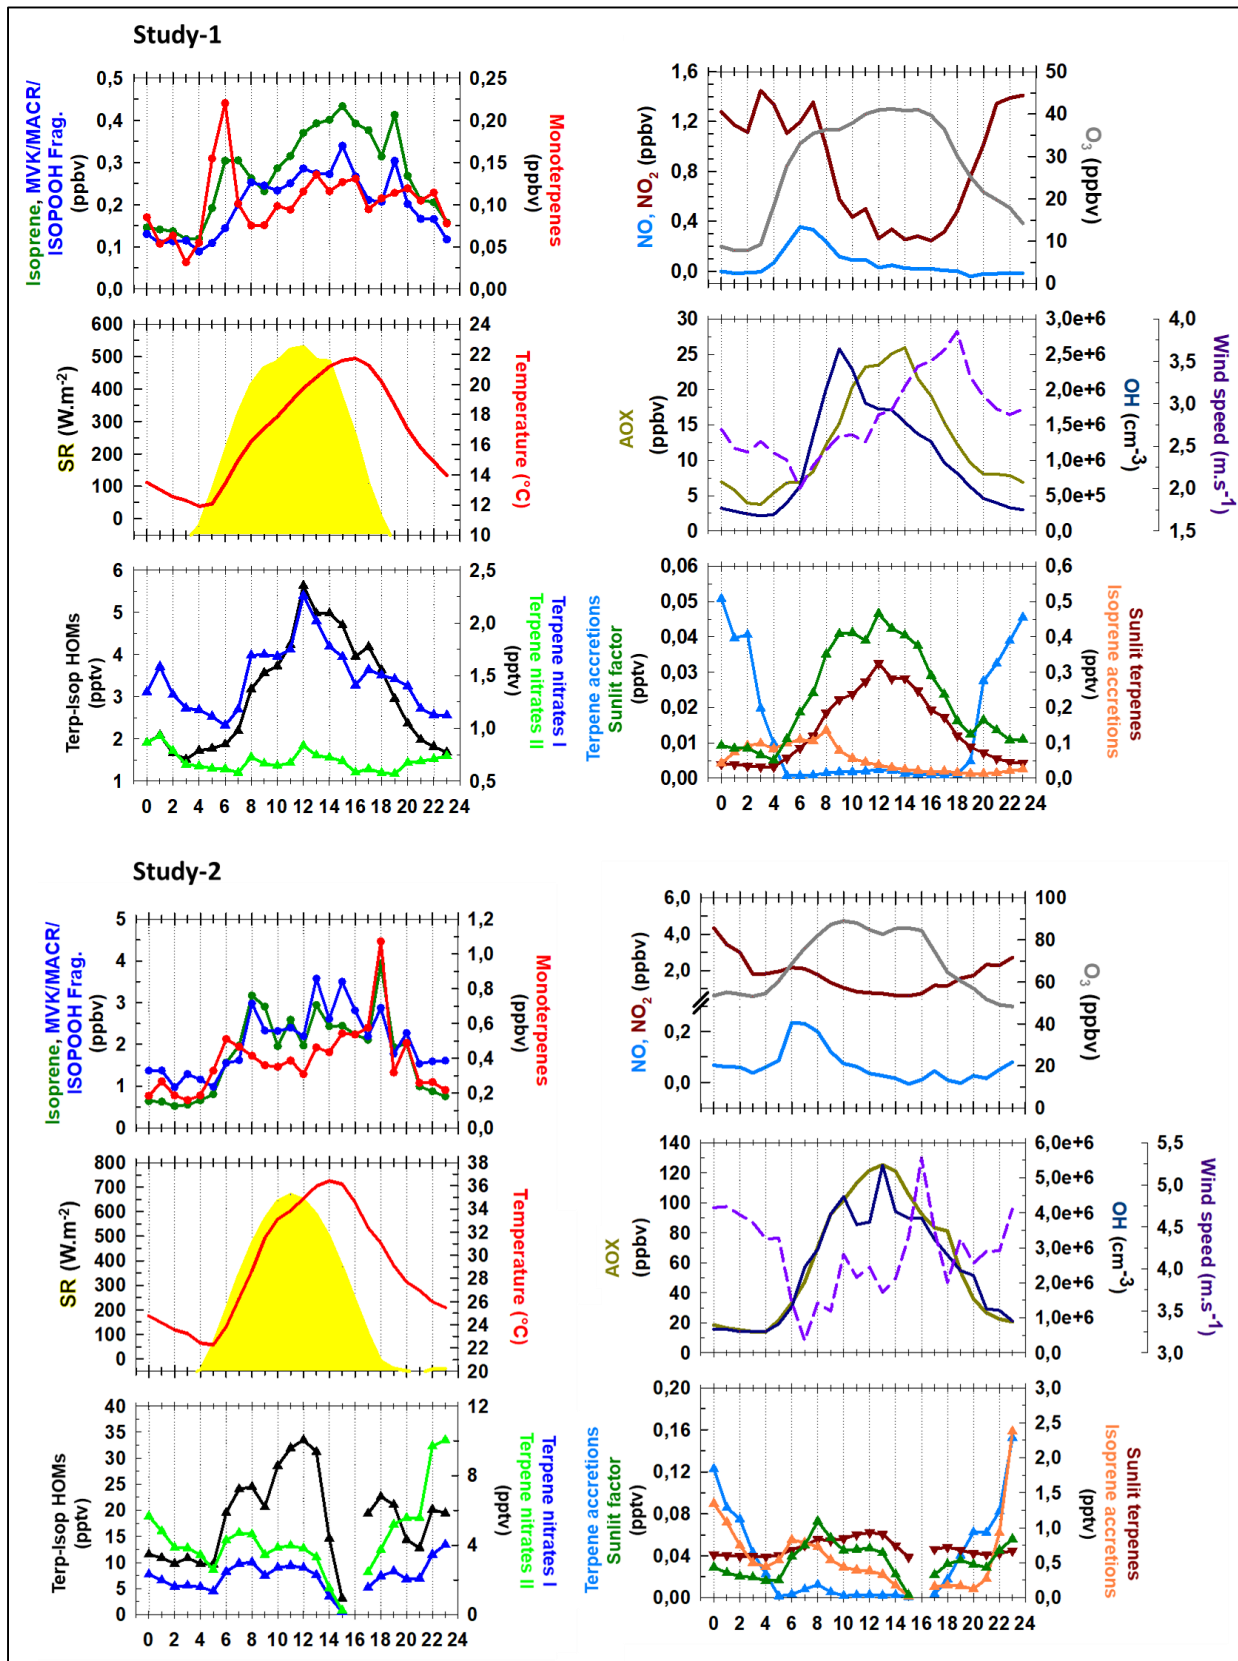 Study-1
Isoprene, MVK/MACR/
ISOPOOH Frag.
(ppbv)
0,5
0,4
0,3
0,2
0,1
0,0
0,25
0,20
0,15
0,10
0,05
0,00
Monoterpenes
(ppbv)
NO, NO2 (ppbv)
1,6
1,2
0,8
0,4
0,0
50
40
30
20
10
0
O3 (ppbv)
SR (W.m-2)
600
500
400
300
200
100
0
24
22
20
18
16
14
12
10
Temperature (°C)
AOX
(ppbv)
30
25
20
15
10
5
0
3,0e+6
2,5e+6
2,0e+6
1,5e+6
1,0e+6
5,0e+5
0,0
OH (cm-3)
4,0
3,5
3,0
2,5
2,0
1,5
Wind speed (m.s-1)
Terp-Isop HOMs
(pptv)
6
5
4
3
2
1
2,5
2,0
1,5
1,0
0,5
Terpene nitrates I
Terpene nitrates II
(pptv)
0 2 4 6 8 10 12 14 16 18 20 22 24
Terpene accretions
Sunlit factor
(pptv)
0,06
0,05
0,04
0,03
0,02
0,01
0,00
0,6
0,5
0,4
0,3
0,2
0,1
0,0
Sunlit terpenes
Isoprene accretions
(pptv)
0 2 4 6 8 10 12 14 16 18 20 22 24
Study-2
Isoprene, MVK/MACR/
ISOPOOH Frag.
(ppbv)
5
4
3
2
1
0
1,2
1,0
0,8
0,6
0,4
0,2
0,0
Monoterpenes
(ppbv)
NO, NO2 (ppbv)
6,0
4,0
2,0
0,2
0,0
100
80
60
40
20
0
O3 (ppbv)
SR (W.m-2)
800
700
600
500
400
300
200
100
0
38
36
34
32
30
28
26
24
22
20
Temperature (°C)
AOX
(ppbv)
140
120
100
80
60
40
20
0
6,0e+6
5,0e+6
4,0e+6
3,0e+6
2,0e+6
1,0e+6
0,0
OH (cm-3)
5,5
5,0
4,5
4,0
3,5
3,0
Wind speed (m.s-1)
Terp-Isop HOMs
(pptv)
40
35
30
25
20
15
10
5
0
12
8
4
0
Terpene nitrates I
Terpene nitrates II
(pptv)
0 2 4 6 8 10 12 14 16 18 20 22 24
Terpene accretions
Sunlit factor
(pptv)
0,20
0,16
0,12
0,08
0,04
0,00
3,0
2,5
2,0
1,5
1,0
0,5
0,0
Sunlit terpenes
Isoprene accretions
(pptv)
0 2 4 6 8 10 12 14 16 18 20 22 24